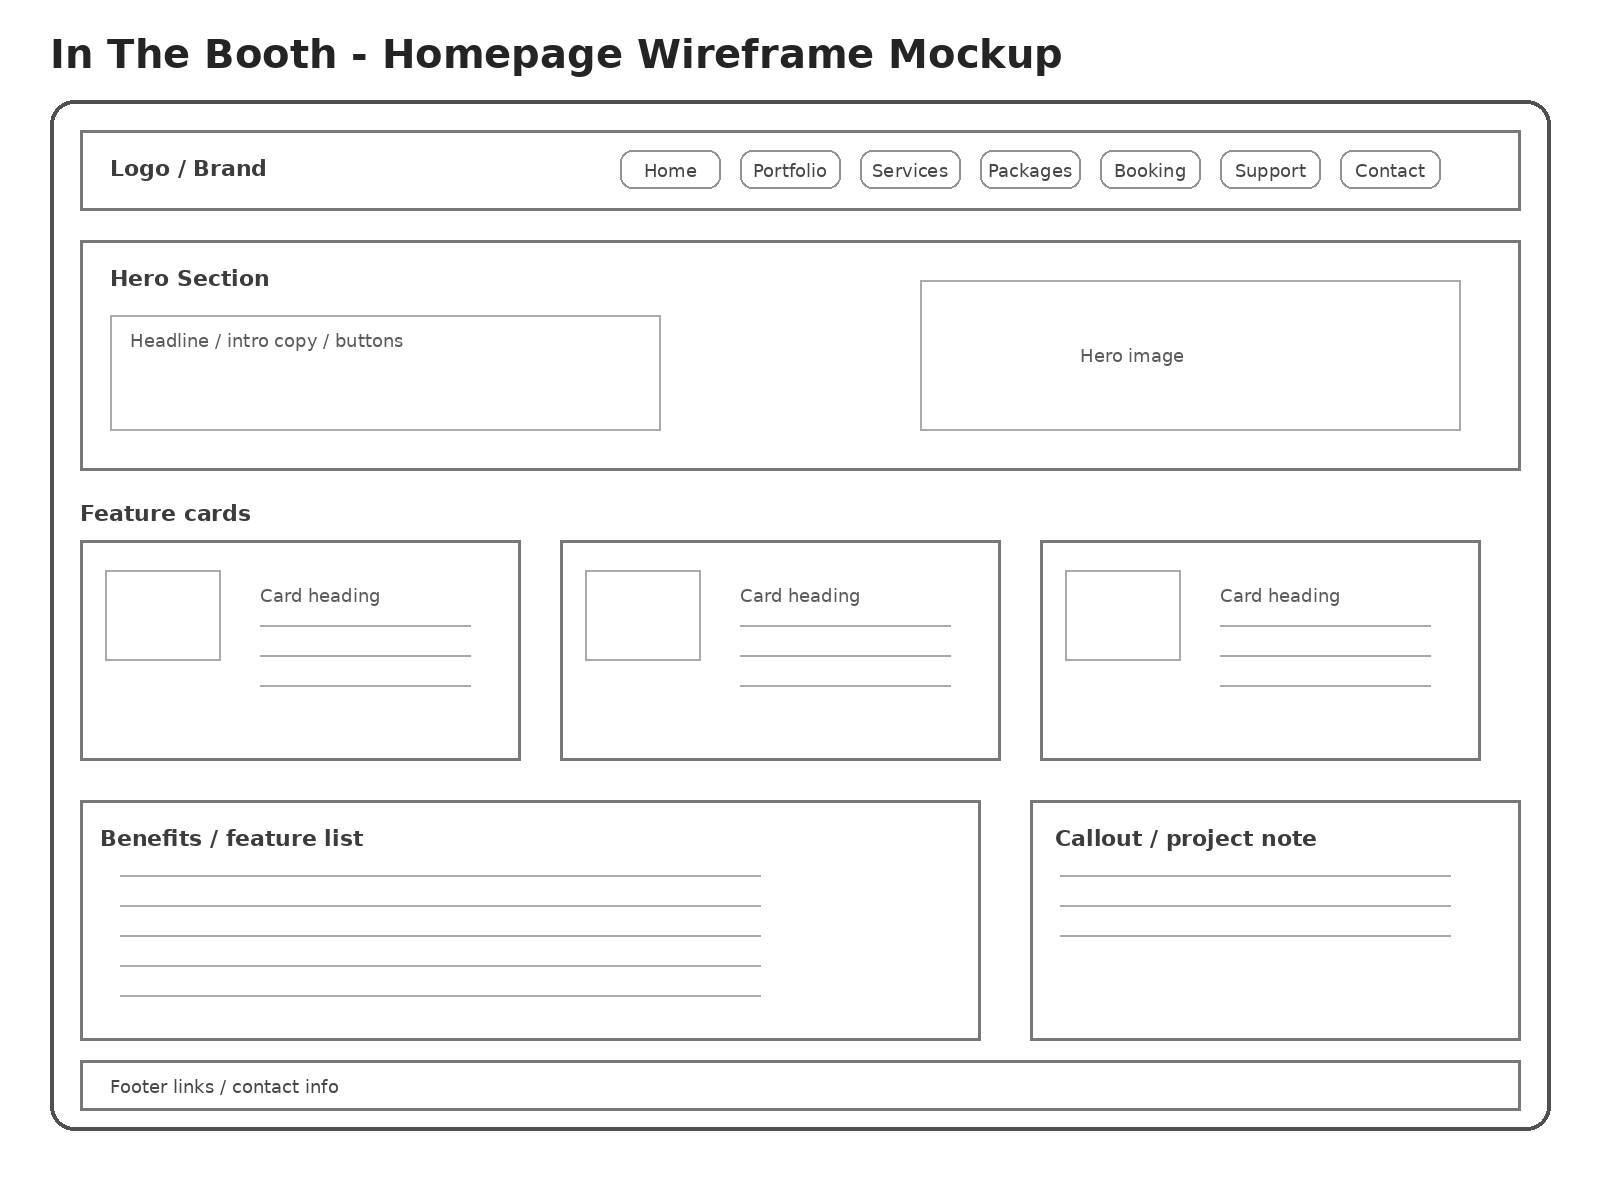 In The Booth - Homepage Wireframe Mockup
Logo / Brand
Home
Portfolio
Services
Packages
Booking
Support
Contact
Hero Section
Headline / intro copy / buttons
Hero image
Feature cards
Card heading
Card heading
Card heading
Benefits / feature list
Callout / project note
Footer links / contact info